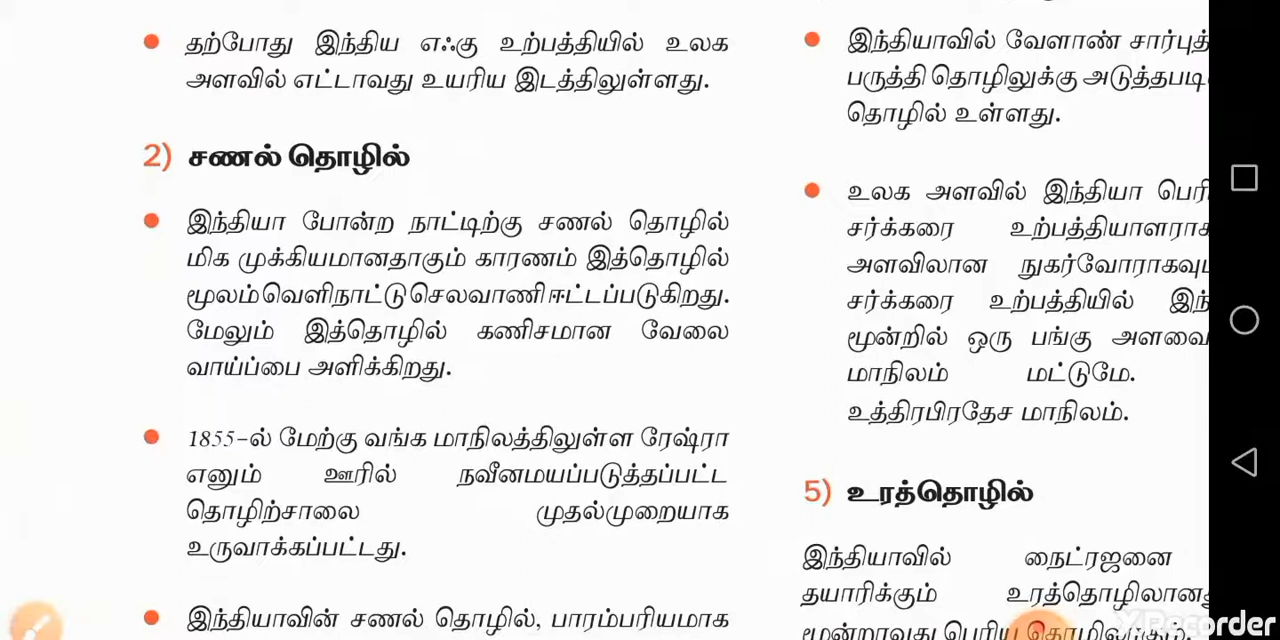 தற்போது இந்திய எஃகு உற்பத்தியில் உலக
அளவில் எட்டாவது உயரிய இடத்திலுள்ளது.
2) சணல் தொழில்
இந்தியா போன்ற நாட்டிற்கு சணல் தொழில்
மிக முக்கியமானதாகும் காரணம் இத்தொழில்
மூலம்வெளிநாட்டுசெலவாணி ஈட்டப்படுகிறது.
மேலும் இத்தொழில் கணிசமான வேலை
வாய்ப்பை அளிக்கிறது.
1855-ல் மேற்கு வங்க மாநிலத்திலுள்ள ரேஷ்ரா
எனும் ஊரில் நவீனமயப்படுத்தப்பட்ட
தொழிற்சாலை முதல்முறையாக
உருவாக்கப்பட்டது.
இந்தியாவின் சணல் தொழில், பாரம்பரியமாக
இந்தியாவில் வேளாண் சார்புத்
பருத்தி தொழிலுக்கு அடுத்தபடி
தொழில் உள்ளது.
உலக அளவில் இந்தியா பெரி
சர்க்கரை உற்பத்தியாளராக
அளவிலான நுகர்வோராகவு
சர்க்கரை உற்பத்தியில் இந்
மூன்றில் ஒரு பங்கு அளவை
மாநிலம் மட்டுமே.
உத்திரபிரதேச மாநிலம்.
5) உரத்தொழில்
இந்தியாவில் நைட்ரஜனை
தயாரிக்கும் உரத்தொழிலான
மூன்றாவது பெரிய தொழிலாகும்.
XRecorder